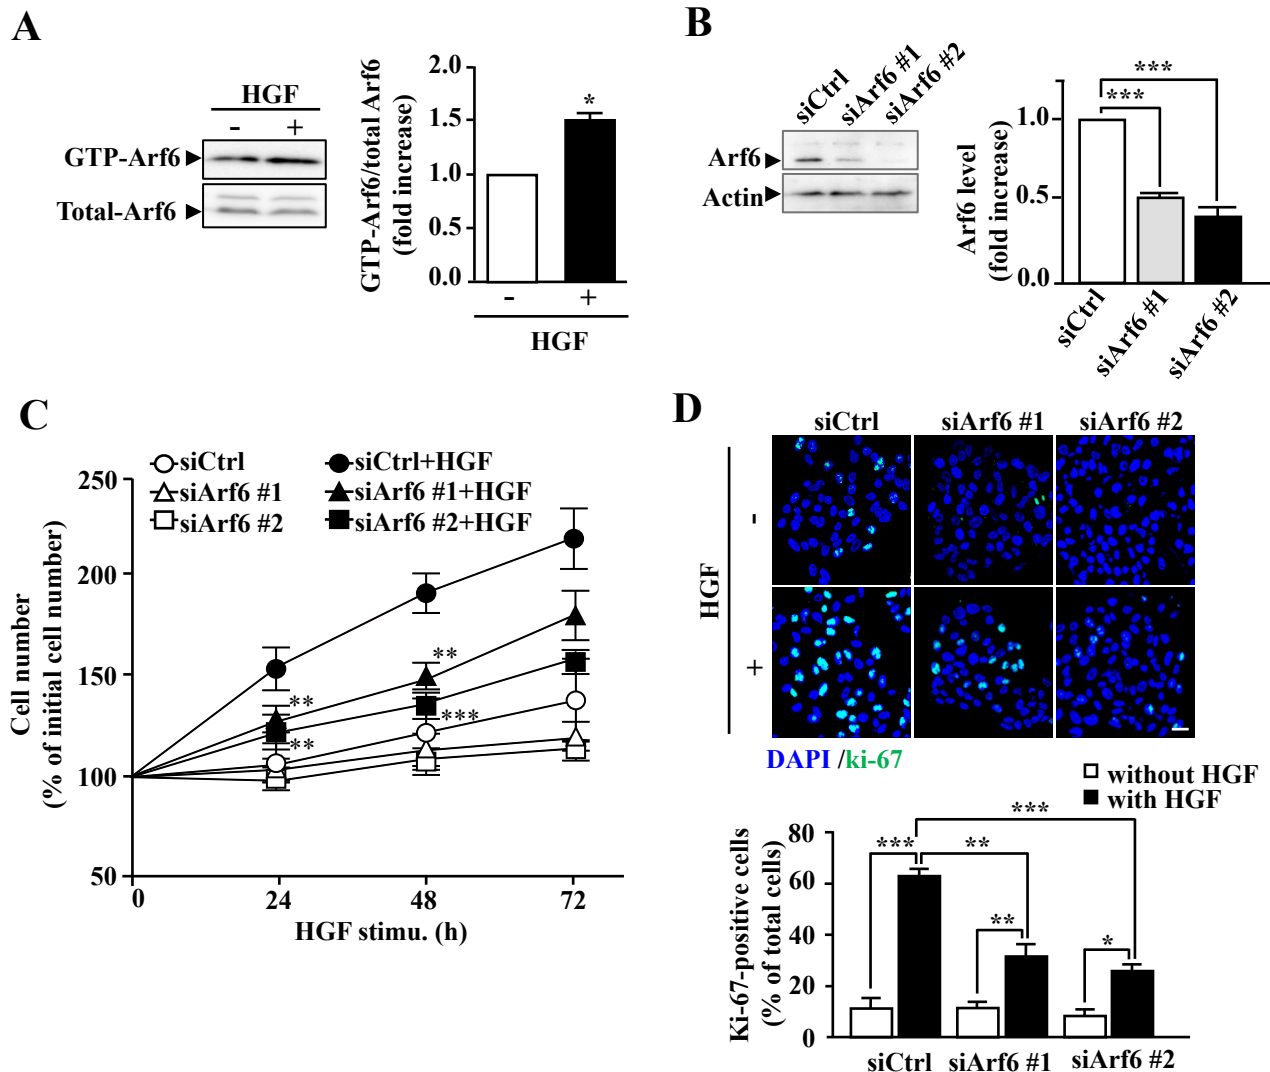 A
HGF
- +
GTP-Arf6
Total-Arf6
GTP-Arf6/total Arf6
(fold increase)
2.0
1.5
1.0
0.5
0.0
*
- +
HGF
B
siCtrl
siArf6 #1
siArf6 #2
Arf6
Actin
Arf6 level
(fold increase)
1.0
0.5
0.0
***
***
siCtrl
siArf6 #1
siArf6 #2
C
siCtrl
siArf6 #1
siArf6 #2
siCtrl+HGF
siArf6 #1+HGF
siArf6 #2+HGF
Cell number
(% of initial cell number)
250
200
150
100
50
**
**
**
***
0 24 48 72
HGF stimu. (h)
D
siCtrl siArf6 #1 siArf6 #2
HGF
-
+
DAPI /ki-67
without HGF
with HGF
Ki-67-positive cells
(% of total cells)
80
60
40
20
0
***
**
***
**
*
siCtrl siArf6 #1 siArf6 #2